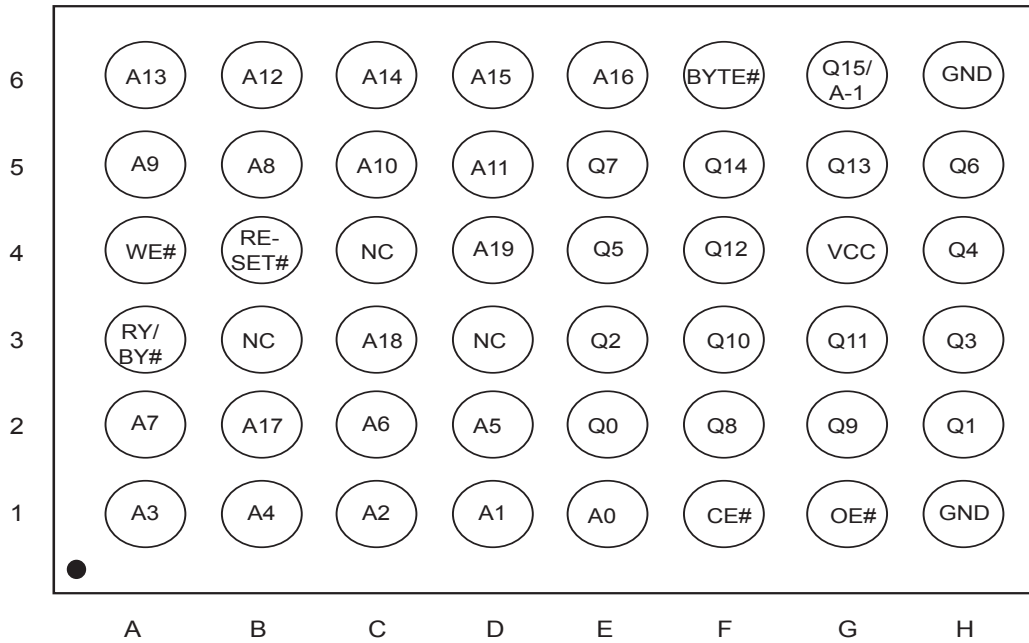 6 A13 A12 A14 A15 A16 BYTE# Q15/ GND
A-1
5 A9 A8 A10 A11 Q7 Q14 Q13 Q6
4 WE# RE- NC A19 Q5 Q12 VCC Q4
SET#
3 RY/ NC A18 NC Q2 Q10 Q11 Q3
BY#
2 A7 A17 A6 A5 Q0 Q8 Q9 Q1
1 A3 A4 A2 A1 A0 CE# OE# GND
A B C D E F G H